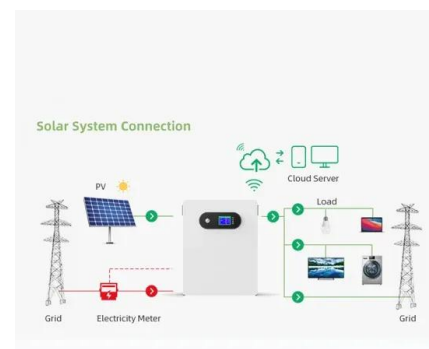 Solar System Connection
Cloud Server
PV
Load
Grid
Electricity Meter
Grid